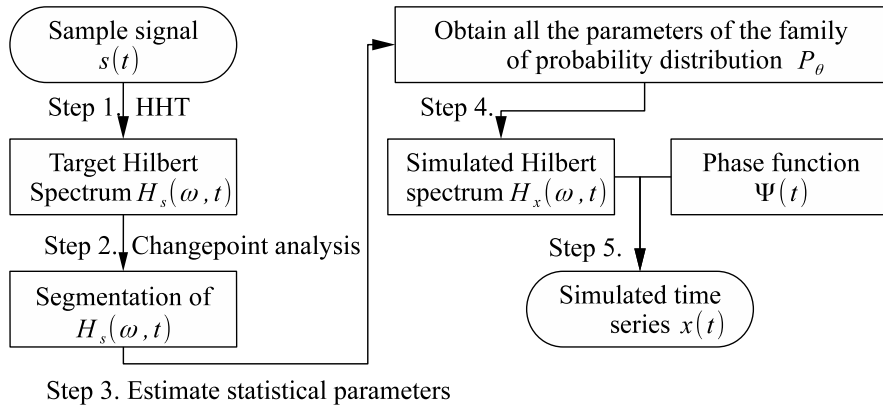 Sample signal
s(t)
Step 1. HHT
Target Hilbert
Spectrum H_s(ω,t)
Step 2. Changepoint analysis
Segmentation of
H_s(ω,t)
Step 3. Estimate statistical parameters
Obtain all the parameters of the family
of probability distribution P_θ
Step 4.
Simulated Hilbert
spectrum H_x(ω,t)
Phase function
Ψ(t)
Step 5.
Simulated time
series x(t)